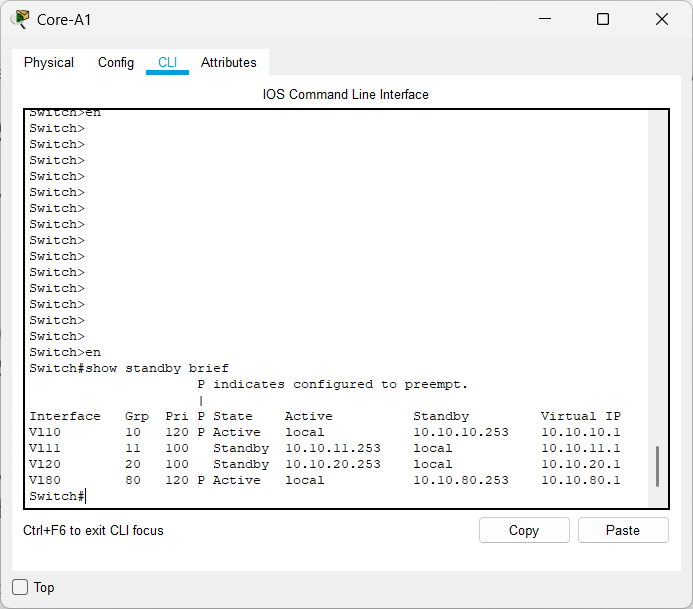 Core-A1
Physical Config CLI Attributes
IOS Command Line Interface
Switch>en
Switch>
Switch>
Switch>
Switch>
Switch>
Switch>
Switch>
Switch>
Switch>
Switch>
Switch>
Switch>
Switch>
Switch>
Switch>en
Switch#show standby brief
                     P indicates configured to preempt.
                     |
Interface   Grp  Pri P State    Active          Standby         Virtual IP
Vl10        10   120 P Active   local           10.10.10.253    10.10.10.1
Vl11        11   100   Standby  10.10.11.253    local           10.10.11.1
Vl20        20   100   Standby  10.10.20.253    local           10.10.20.1
Vl80        80   120 P Active   local           10.10.80.253    10.10.80.1
Switch#
Ctrl+F6 to exit CLI focus
Copy Paste
Top